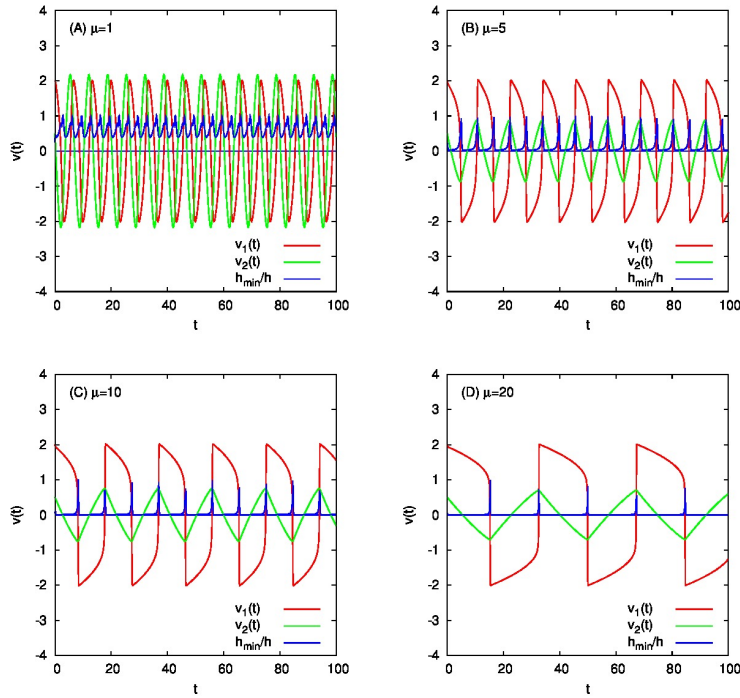 (A) μ=1
v(t)
4
3
2
1
0
-1
-2
-3
-4
v₁(t)
v₂(t)
hₘᵢₙ/h
0 20 40 60 80 100
t
(B) μ=5
v(t)
4
3
2
1
0
-1
-2
-3
-4
v₁(t)
v₂(t)
hₘᵢₙ/h
0 20 40 60 80 100
t
(C) μ=10
v(t)
4
3
2
1
0
-1
-2
-3
-4
v₁(t)
v₂(t)
hₘᵢₙ/h
0 20 40 60 80 100
t
(D) μ=20
v(t)
4
3
2
1
0
-1
-2
-3
-4
v₁(t)
v₂(t)
hₘᵢₙ/h
0 20 40 60 80 100
t